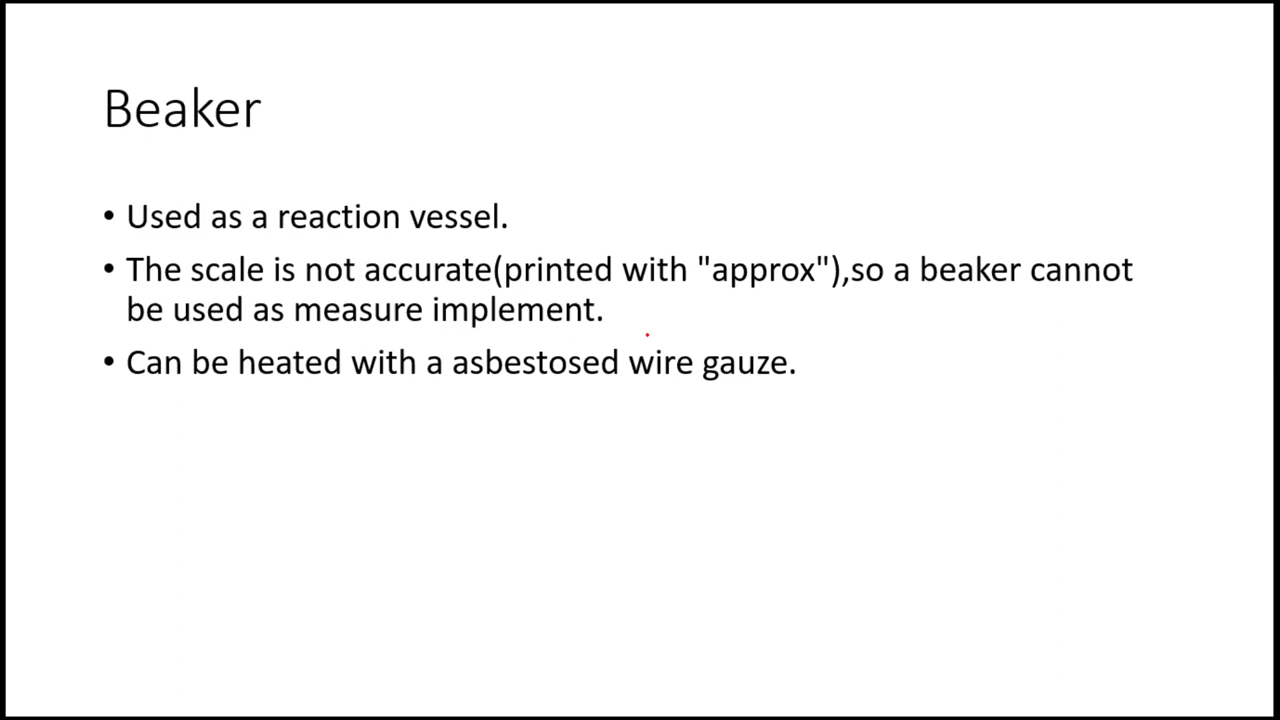 Beaker
• Used as a reaction vessel.
• The scale is not accurate(printed with "approx"),so a beaker cannot
be used as measure implement.
• Can be heated with a asbestosed wire gauze.